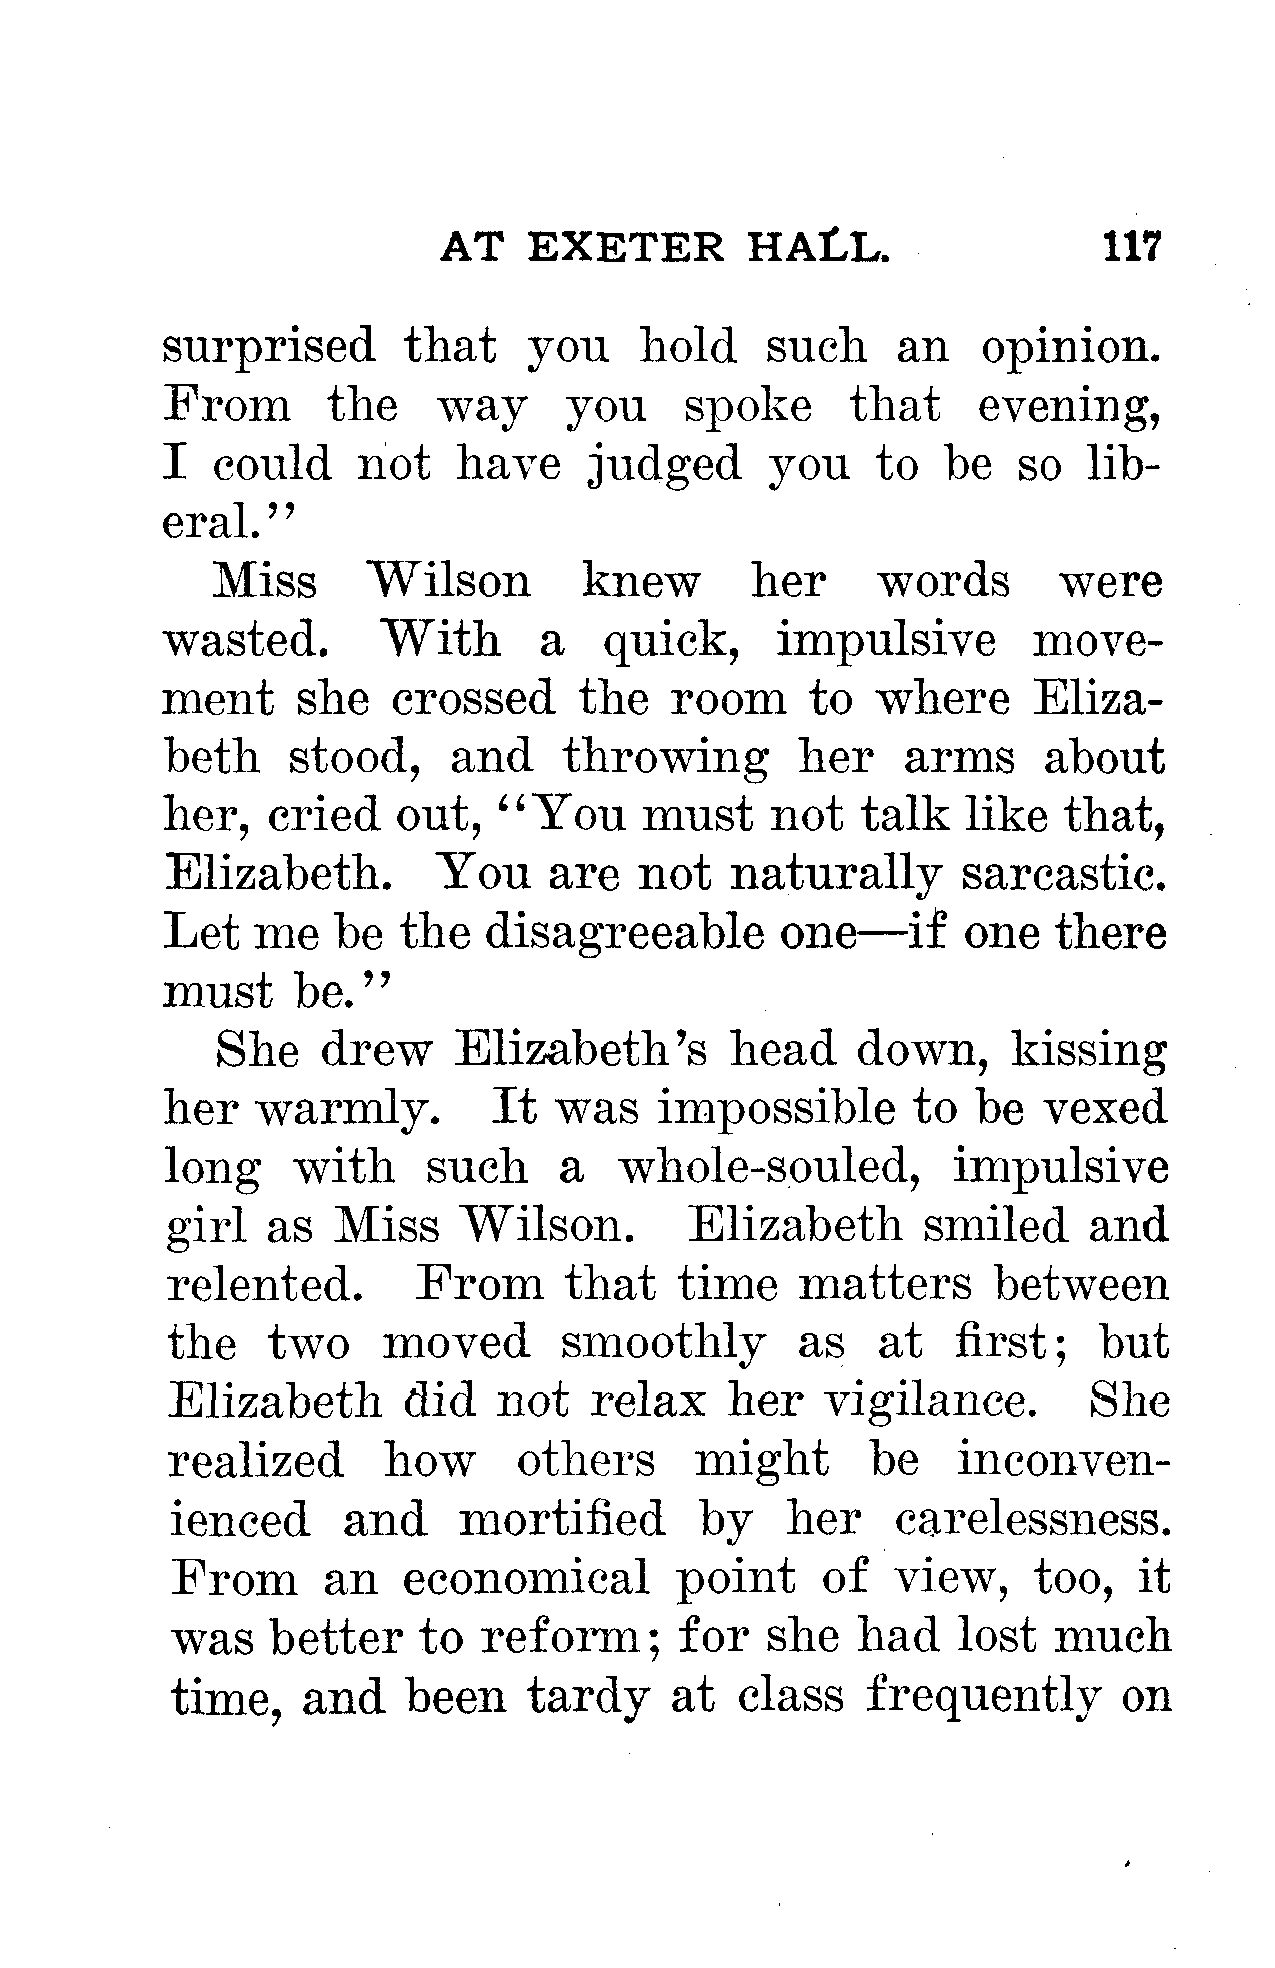 AT EXETER HALL. 117
surprised that you hold such an opinion.
From the way you spoke that evening,
I could not have judged you to be so lib-
eral.''
Miss Wilson knew her words were
wasted. With a quick, impulsive move-
ment she crossed the room to where Eliza-
beth stood, and throwing her arms about
her, cried out, ''You must not talk like that,
Elizabeth. You are not naturally sarcastic.
Let me be the disagreeable one—if one there
must be.''
She drew Elizabeth's head down, kissing
her warmly. It was impossible to be vexed
long with such a whole-souled, impulsive
girl as Miss Wilson. Elizabeth smiled and
relented. From that time matters between
the two moved smoothly as at first; but
Elizabeth did not relax her vigilance. She
realized how others might be inconven-
ienced and mortified by her carelessness.
From an economical point of view, too, it
was better to reform; for she had lost much
time, and been tardy at class frequently on